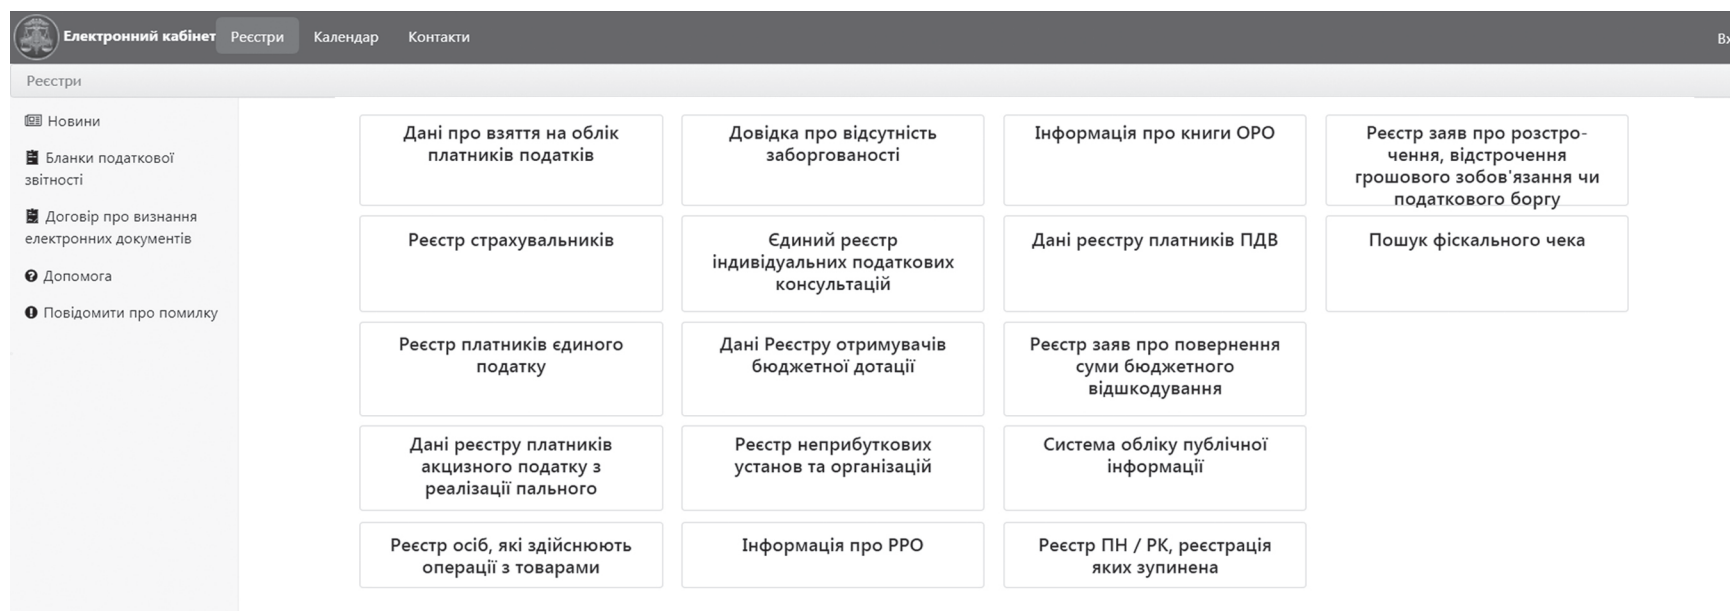 Електронний кабінет Реєстри Календар Контакти
Реєстри
Новини
Бланки податкової
звітності
Договір про визнання
електронних документів
Допомога
Повідомити про помилку
Дані про взяття на облік
платників податків
Довідка про відсутність
заборгованості
Інформація про книги ОРО
Реєстр заяв про розстро-
чення, відстрочення
грошового зобов'язання чи
податкового боргу
Реєстр страхувальників
Єдиний реєстр
індивідуальних податкових
консультацій
Дані реєстру платників ПДВ
Пошук фіскального чека
Реєстр платників єдиного
податку
Дані Реєстру отримувачів
бюджетної дотації
Реєстр заяв про повернення
суми бюджетного
відшкодування
Дані реєстру платників
акцизного податку з
реалізації пального
Реєстр неприбуткових
установ та організацій
Система обліку публічної
інформації
Реєстр осіб, які здійснюють
операції з товарами
Інформація про РРО
Реєстр ПН / РК, реєстрація
яких зупинена